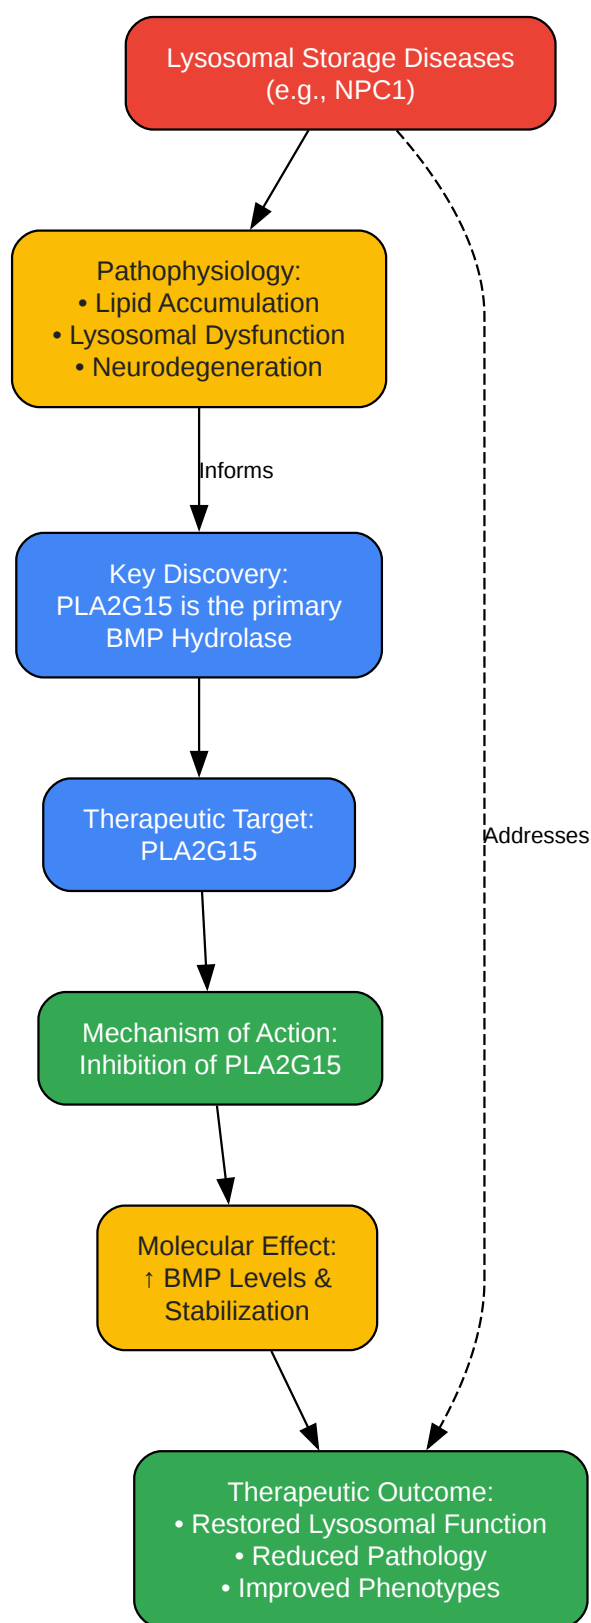 Lysosomal Storage Diseases
(e.g., NPC1)
Pathophysiology:
• Lipid Accumulation
• Lysosomal Dysfunction
• Neurodegeneration
Informs
Key Discovery:
PLA2G15 is the primary
BMP Hydrolase
Therapeutic Target:
PLA2G15
Addresses
Mechanism of Action:
Inhibition of PLA2G15
Molecular Effect:
↑ BMP Levels &
Stabilization
Therapeutic Outcome:
• Restored Lysosomal Function
• Reduced Pathology
• Improved Phenotypes